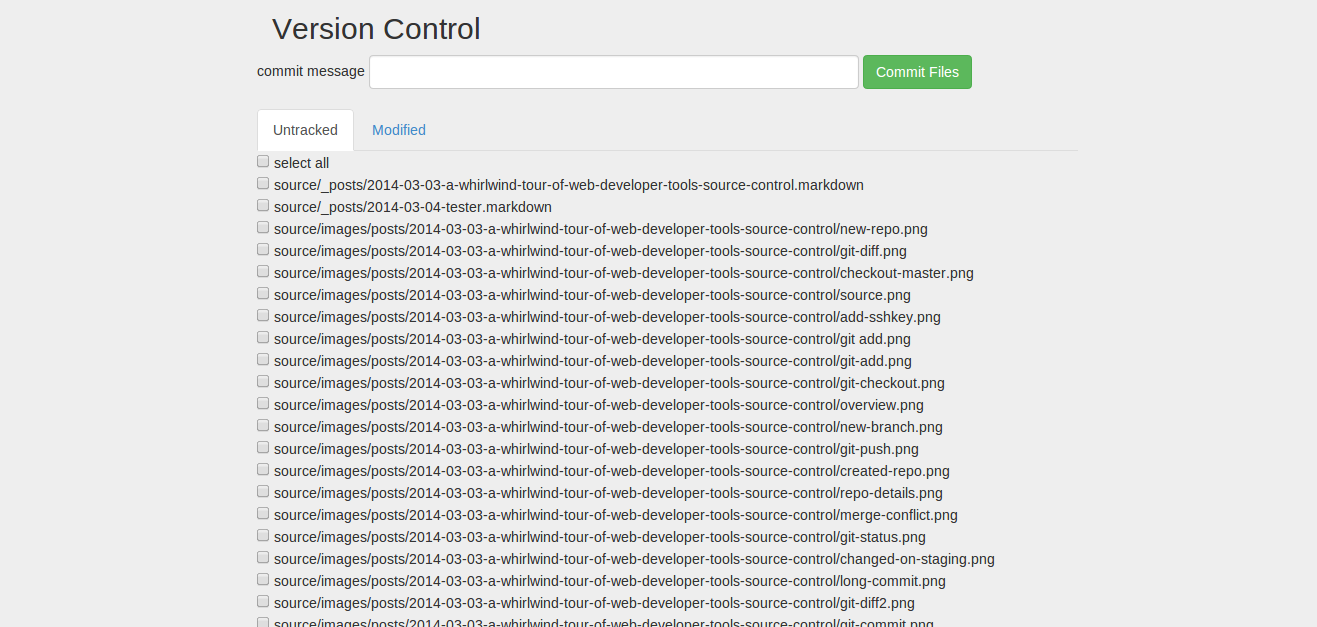 Version Control
commit message
Commit Files
Untracked Modified
select all
source/_posts/2014-03-03-a-whirlwind-tour-of-web-developer-tools-source-control.markdown
source/_posts/2014-03-04-tester.markdown
source/images/posts/2014-03-03-a-whirlwind-tour-of-web-developer-tools-source-control/new-repo.png
source/images/posts/2014-03-03-a-whirlwind-tour-of-web-developer-tools-source-control/git-diff.png
source/images/posts/2014-03-03-a-whirlwind-tour-of-web-developer-tools-source-control/checkout-master.png
source/images/posts/2014-03-03-a-whirlwind-tour-of-web-developer-tools-source-control/source.png
source/images/posts/2014-03-03-a-whirlwind-tour-of-web-developer-tools-source-control/add-sshkey.png
source/images/posts/2014-03-03-a-whirlwind-tour-of-web-developer-tools-source-control/git add.png
source/images/posts/2014-03-03-a-whirlwind-tour-of-web-developer-tools-source-control/git-add.png
source/images/posts/2014-03-03-a-whirlwind-tour-of-web-developer-tools-source-control/git-checkout.png
source/images/posts/2014-03-03-a-whirlwind-tour-of-web-developer-tools-source-control/overview.png
source/images/posts/2014-03-03-a-whirlwind-tour-of-web-developer-tools-source-control/new-branch.png
source/images/posts/2014-03-03-a-whirlwind-tour-of-web-developer-tools-source-control/git-push.png
source/images/posts/2014-03-03-a-whirlwind-tour-of-web-developer-tools-source-control/created-repo.png
source/images/posts/2014-03-03-a-whirlwind-tour-of-web-developer-tools-source-control/repo-details.png
source/images/posts/2014-03-03-a-whirlwind-tour-of-web-developer-tools-source-control/merge-conflict.png
source/images/posts/2014-03-03-a-whirlwind-tour-of-web-developer-tools-source-control/git-status.png
source/images/posts/2014-03-03-a-whirlwind-tour-of-web-developer-tools-source-control/changed-on-staging.png
source/images/posts/2014-03-03-a-whirlwind-tour-of-web-developer-tools-source-control/long-commit.png
source/images/posts/2014-03-03-a-whirlwind-tour-of-web-developer-tools-source-control/git-diff2.png
source/images/posts/2014-03-03-a-whirlwind-tour-of-web-developer-tools-source-control/git-commit.png